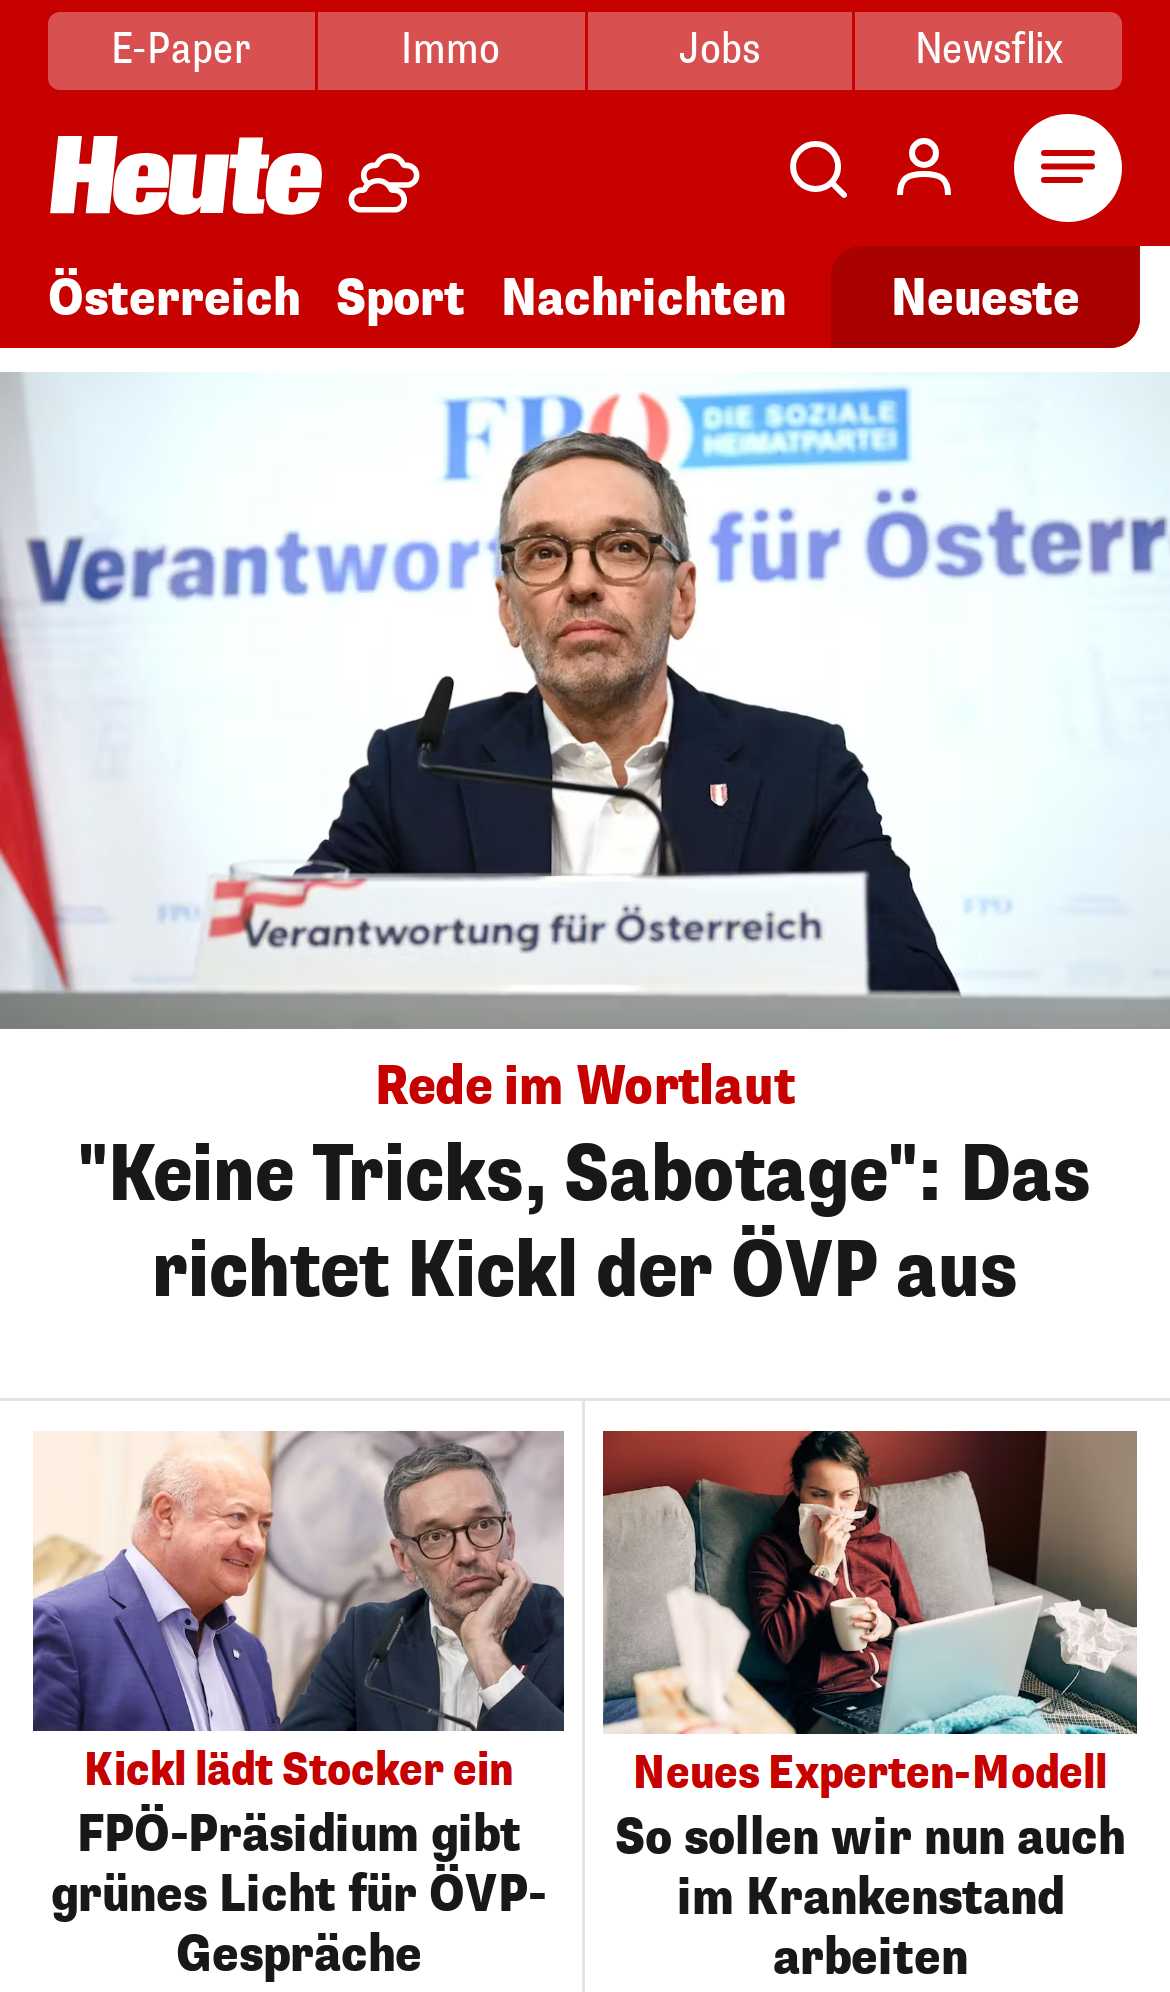 E-Paper
Immo
Jobs
Newsflix
Heute
Österreich
Sport
Nachrichten
Neueste
FPÖ
DIE SOZIALE
HEIMATPARTEI
für Österr
FPÖ
Verantwortung für Österreich
FPÖ
Rede im Wortlaut
"Keine Tricks, Sabotage": Das
richtet Kickl der ÖVP aus
Kickl lädt Stocker ein
FPÖ-Präsidium gibt
grünes Licht für ÖVP-
Gespräche
Neues Experten-Modell
So sollen wir nun auch
im Krankenstand
arbeiten